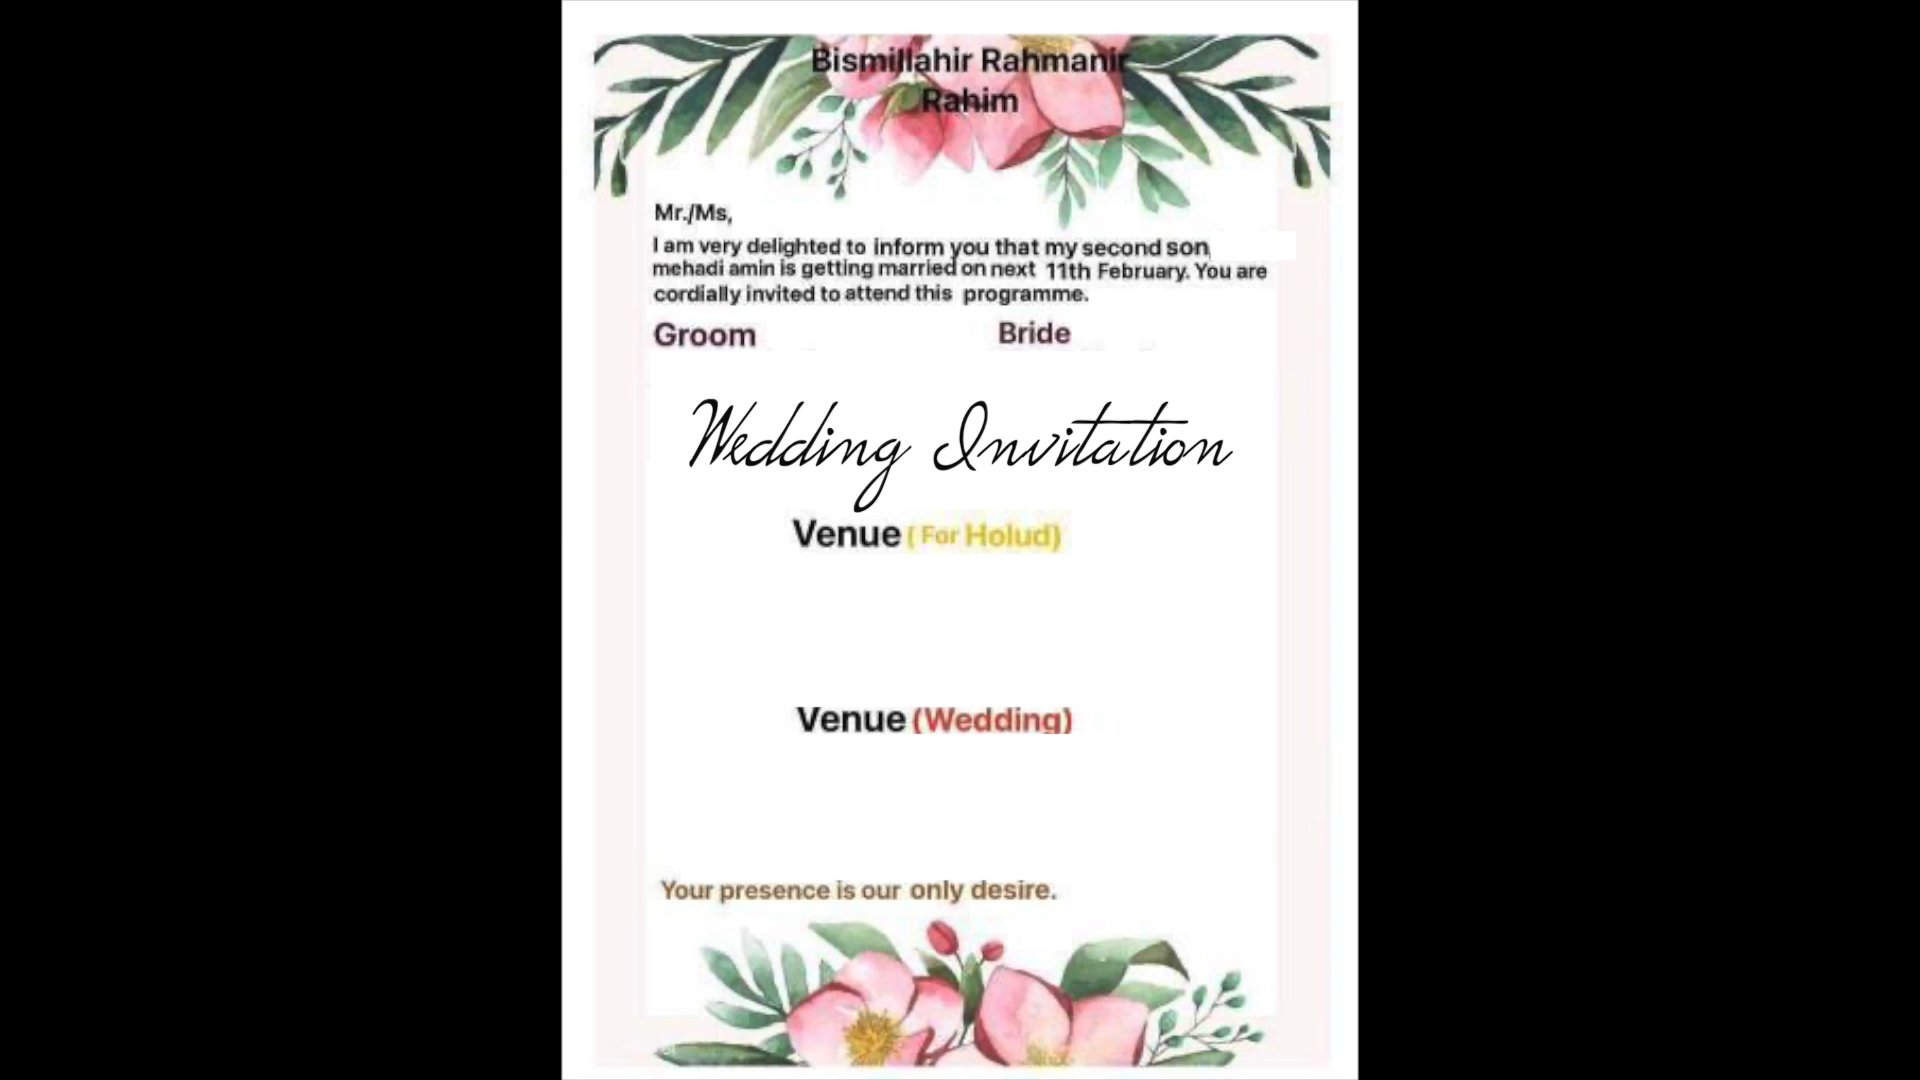 Bismillahir Rahmanir
Rahim
Mr./Ms,
I am very delighted to inform you that my second son,
mehadi amin is getting married on next 11th February. You are
cordially invited to attend this programme.
Groom Bride
Wedding Invitation
Venue ( For Holud)
Venue (Wedding)
Your presence is our only desire.